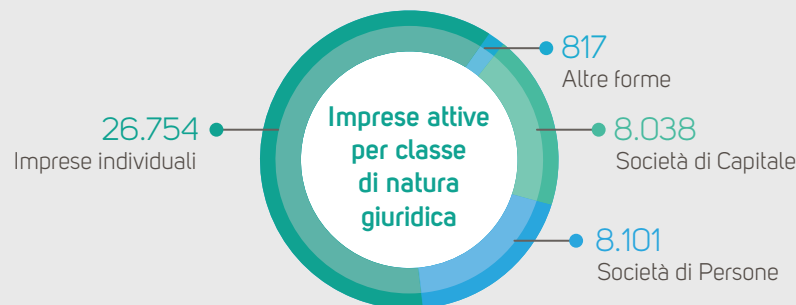 817
Altre forme
26.754
Imprese individuali
Imprese attive
per classe
di natura
giuridica
8.038
Società di Capitale
8.101
Società di Persone